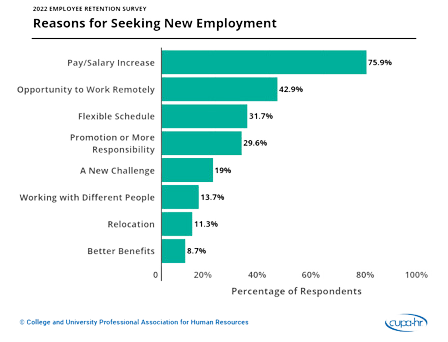 2022 EMPLOYEE RETENTION SURVEY
Reasons for Seeking New Employment
Pay/Salary Increase 75.9%
Opportunity to Work Remotely 42.9%
Flexible Schedule 31.7%
Promotion or More
Responsibility 29.6%
A New Challenge 19%
Working with Different People 13.7%
Relocation 11.3%
Better Benefits 8.7%
0 20% 40% 60% 80% 100%
Percentage of Respondents
© College and University Professional Association for Human Resources
cupa-hr